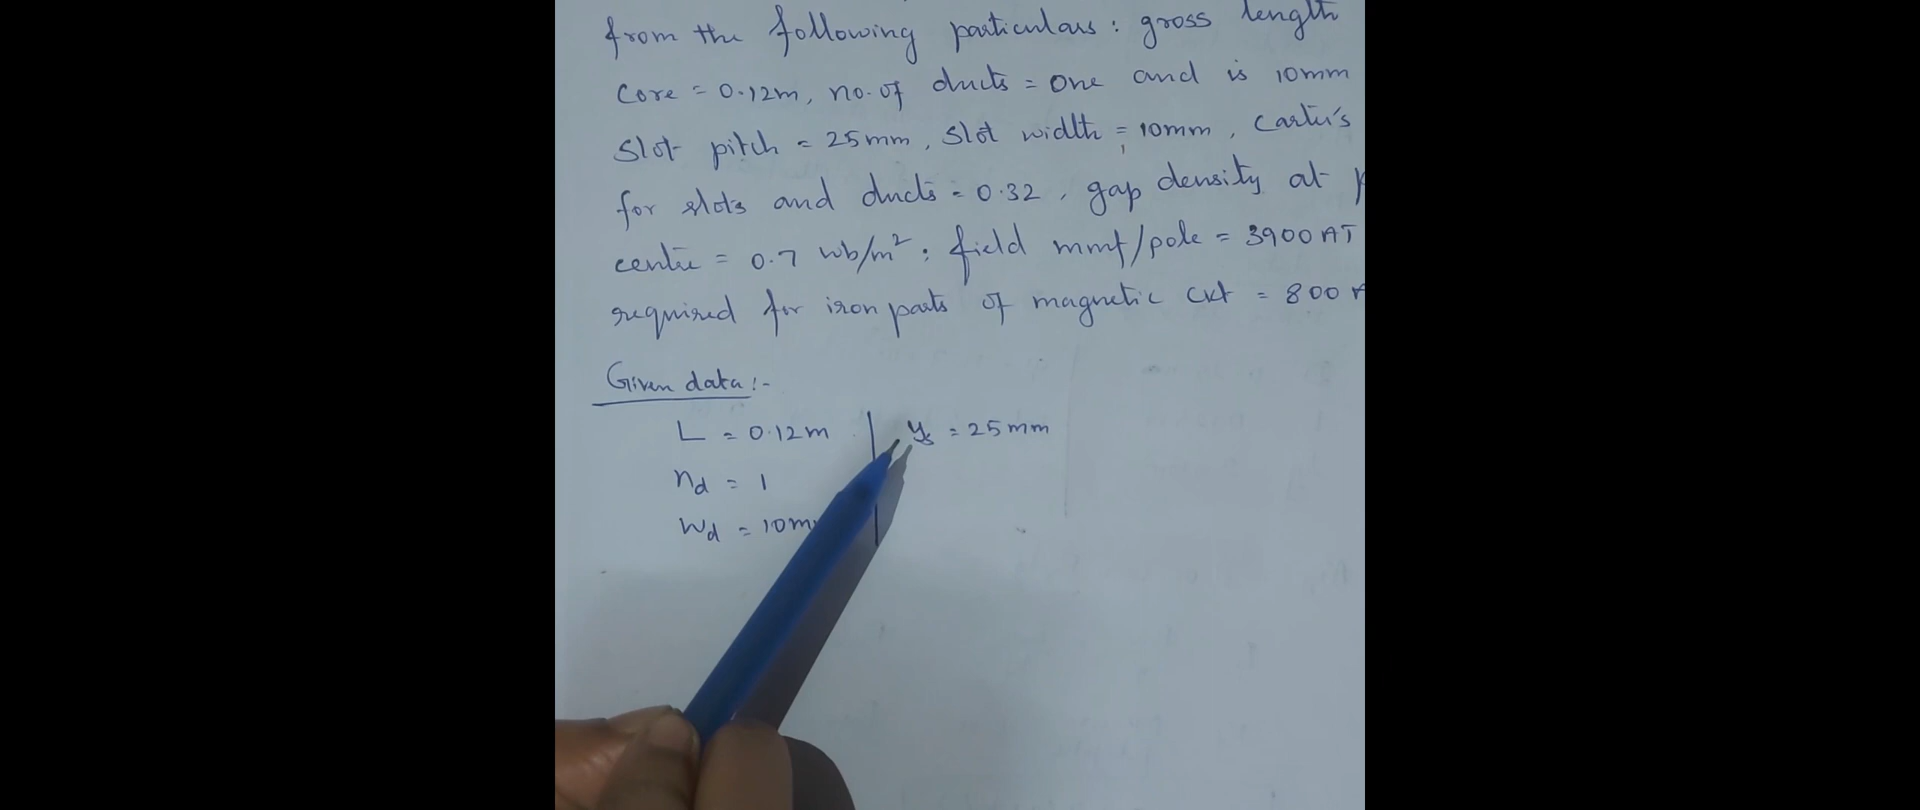 from the following particulars : gross length
Core = 0.12m, no. of ducts = one and is 10mm
slot pitch = 25mm, slot width = 10mm, Carter's
for slots and ducts = 0.32, gap density at
centre = 0.7 wb/m²; field mmf/pole = 3900 AT
required for iron parts of magnetic ckt = 800
Given data :-
L = 0.12m
n_d = 1
W_d = 10m
y_s = 25mm